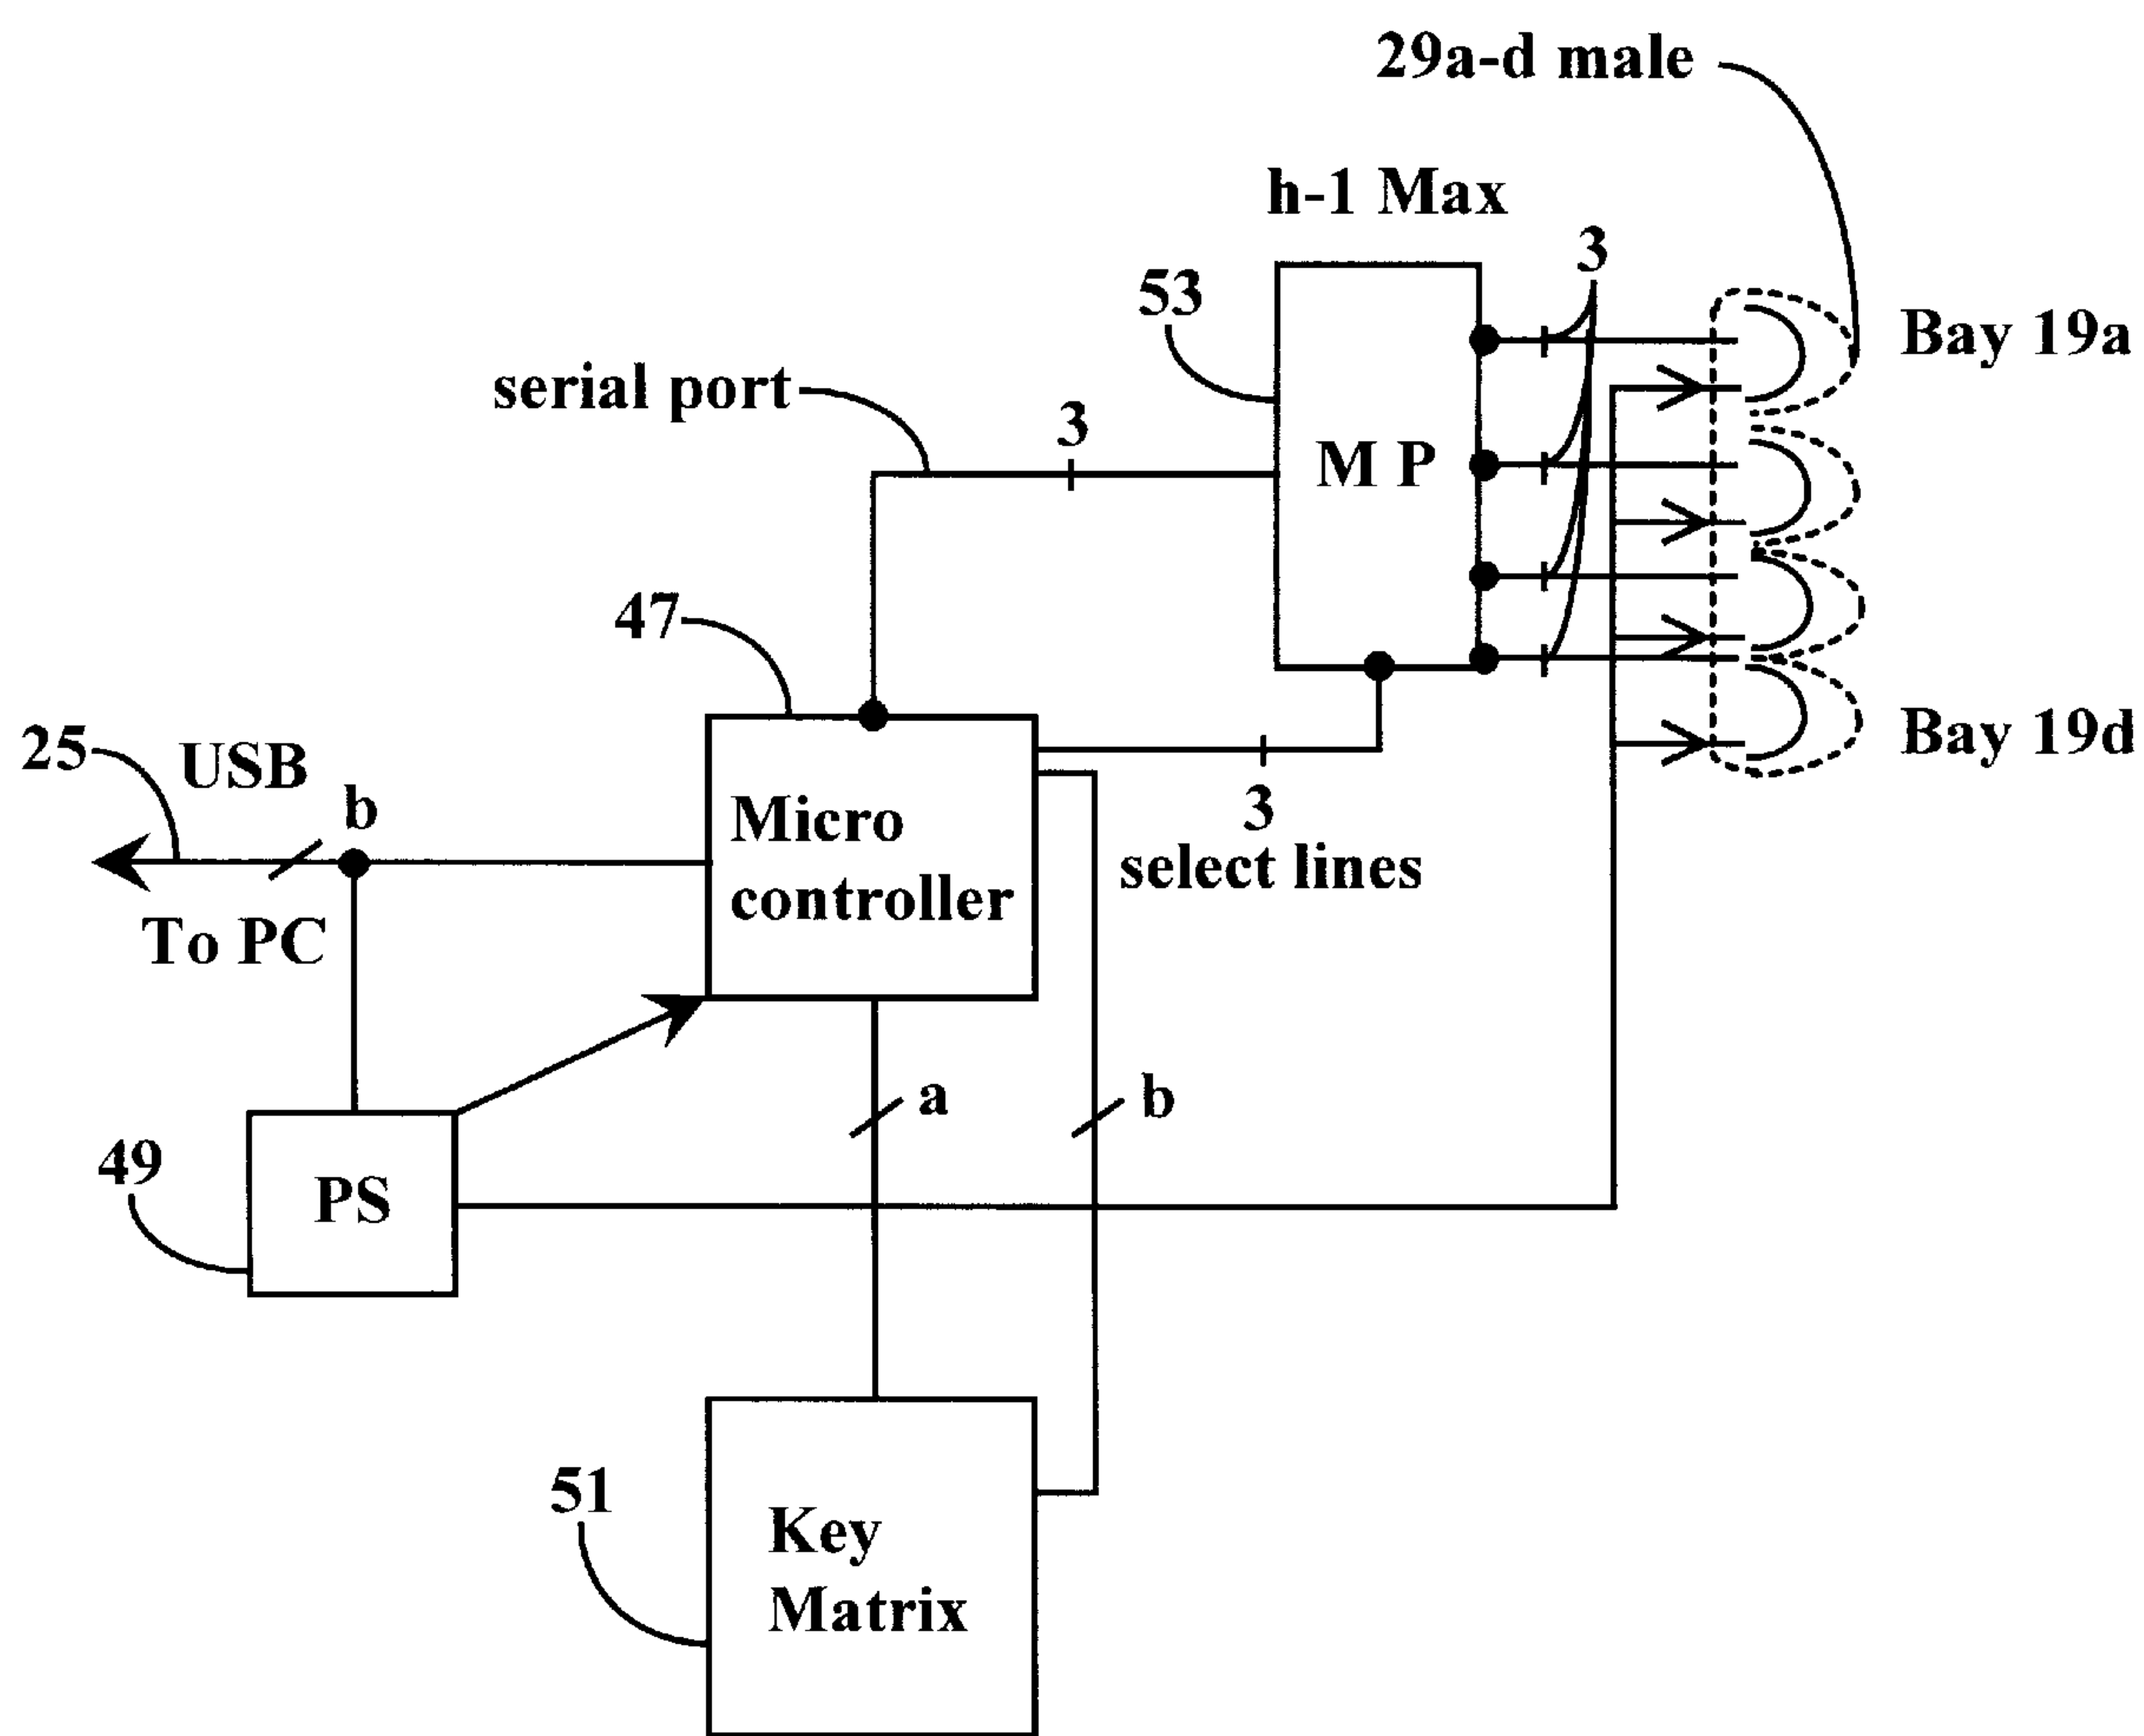 29a-d male
h-1 Max
3
53
Bay 19a
serial port
3
M P
47
25
USB
b
Bay 19d
Micro
controller
3
select lines
To PC
a
b
49
PS
51
Key
Matrix